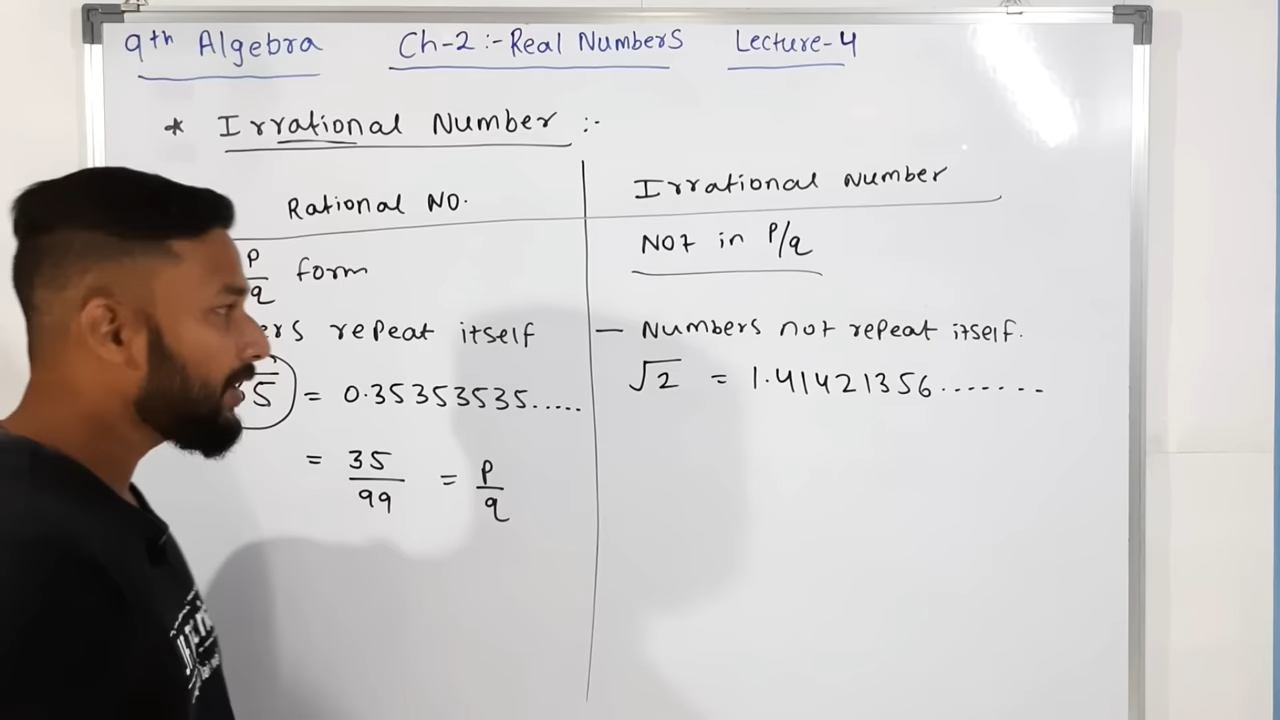 9th Algebra Ch-2 :- Real Numbers Lecture-4
* Irrational Number :-
Rational No.
P/q form
repeat itself
5 = 0.35353535.....
= 35/99 = P/q
Irrational Number
Not in P/q
— Numbers not repeat itself.
√2 = 1.41421356.......